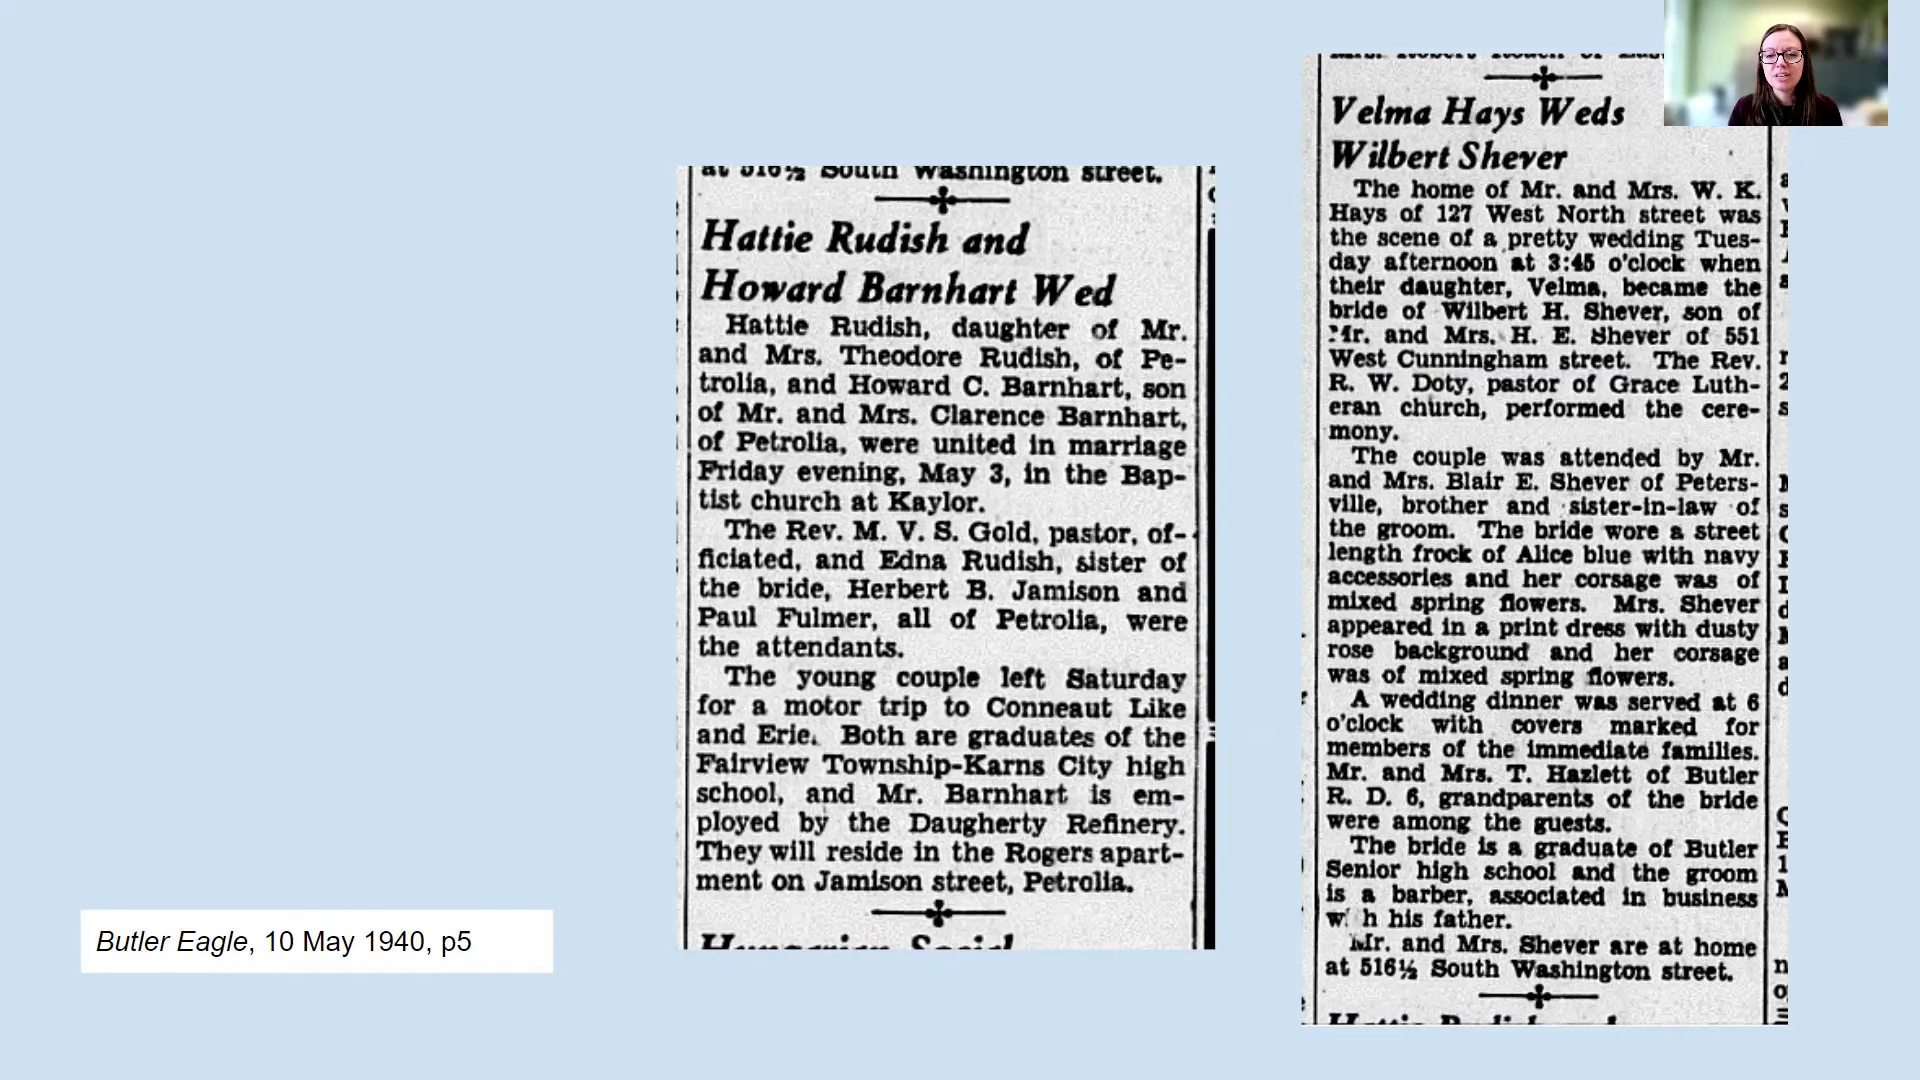 at 516½ South Washington street.
Hattie Rudish and
Howard Barnhart Wed
Hattie Rudish, daughter of Mr.
and Mrs. Theodore Rudish, of Pe-
trolia, and Howard C. Barnhart, son
of Mr. and Mrs. Clarence Barnhart,
of Petrolia, were united in marriage
Friday evening, May 3, in the Bap-
tist church at Kaylor.
The Rev. M. V. S. Gold, pastor, of-
ficiated, and Edna Rudish, sister of
the bride, Herbert B. Jamison and
Paul Fulmer, all of Petrolia, were
the attendants.
The young couple left Saturday
for a motor trip to Conneaut Like
and Erie. Both are graduates of the
Fairview Township-Karns City high
school, and Mr. Barnhart is em-
ployed by the Daugherty Refinery.
They will reside in the Rogers apart-
ment on Jamison street, Petrolia.
Hungarian Social
Velma Hays Weds
Wilbert Shever
The home of Mr. and Mrs. W. K.
Hays of 127 West North street was
the scene of a pretty wedding Tues-
day afternoon at 3:45 o'clock when
their daughter, Velma, became the
bride of Wilbert H. Shever, son of
Mr. and Mrs. H. E. Shever of 551
West Cunningham street. The Rev.
R. W. Doty, pastor of Grace Luth-
eran church, performed the cere-
mony.
The couple was attended by Mr.
and Mrs. Blair E. Shever of Peters-
ville, brother and sister-in-law of
the groom. The bride wore a street
length frock of Alice blue with navy
accessories and her corsage was of
mixed spring flowers. Mrs. Shever
appeared in a print dress with dusty
rose background and her corsage
was of mixed spring flowers.
A wedding dinner was served at 6
o'clock with covers marked for
members of the immediate families.
Mr. and Mrs. T. Hazlett of Butler
R. D. 6, grandparents of the bride
were among the guests.
The bride is a graduate of Butler
Senior high school and the groom
is a barber, associated in business
w h his father.
Mr. and Mrs. Shever are at home
at 516½ South Washington street.
Hattie Rudish and
Butler Eagle, 10 May 1940, p5